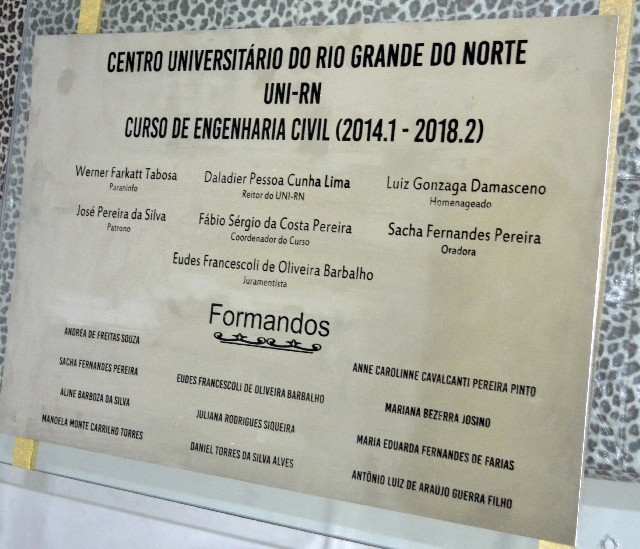 CENTRO UNIVERSITÁRIO DO RIO GRANDE DO NORTE
UNI-RN
CURSO DE ENGENHARIA CIVIL (2014.1 - 2018.2)
Werner Farkatt Tabosa
Paraninfo
Daladier Pessoa Cunha Lima
Reitor do UNI-RN
Luiz Gonzaga Damasceno
Homenageado
José Pereira da Silva
Patrono
Fábio Sérgio da Costa Pereira
Coordenador do Curso
Sacha Fernandes Pereira
Oradora
Eudes Francescoli de Oliveira Barbalho
Juramentista
Formandos
ANDRÉA DE FREITAS SOUZA
SACHA FERNANDES PEREIRA
ALINE BARBOZA DA SILVA
MANOELA MONTE CARRILHO TORRES
EUDES FRANCESCOLI DE OLIVEIRA BARBALHO
JULIANA RODRIGUES SIQUEIRA
DANIEL TORRES DA SILVA ALVES
ANNE CAROLINNE CAVALCANTI PEREIRA PINTO
MARIANA BEZERRA JOSINO
MARIA EDUARDA FERNANDES DE FARIAS
ANTÔNIO LUIZ DE ARAÚJO GUERRA FILHO